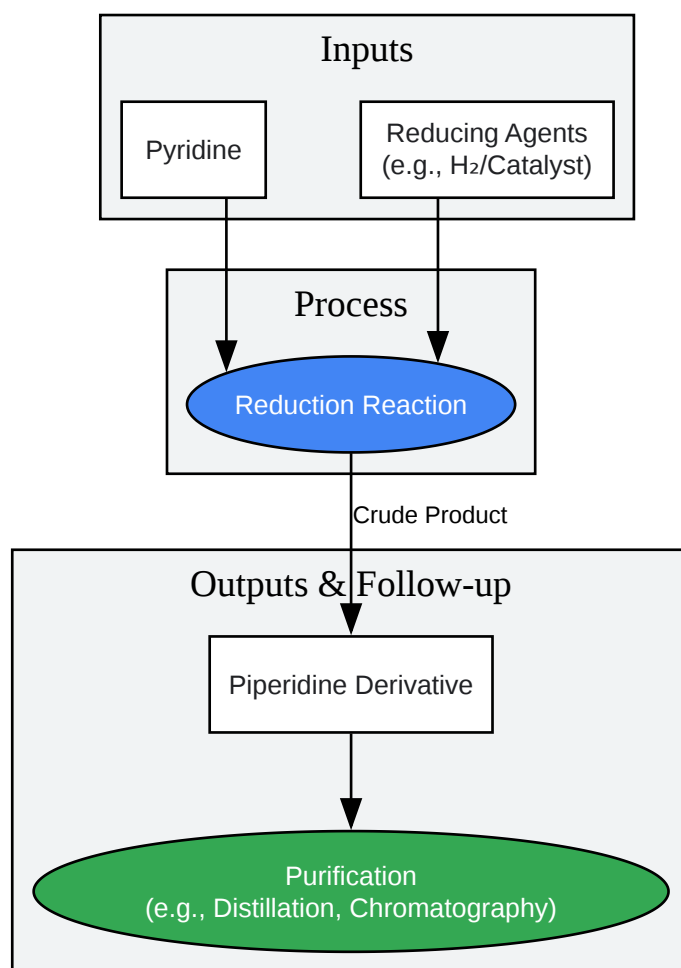 Inputs
Pyridine
Reducing Agents
(e.g., H₂/Catalyst)
Process
Reduction Reaction
Crude Product
Outputs & Follow-up
Piperidine Derivative
Purification
(e.g., Distillation, Chromatography)